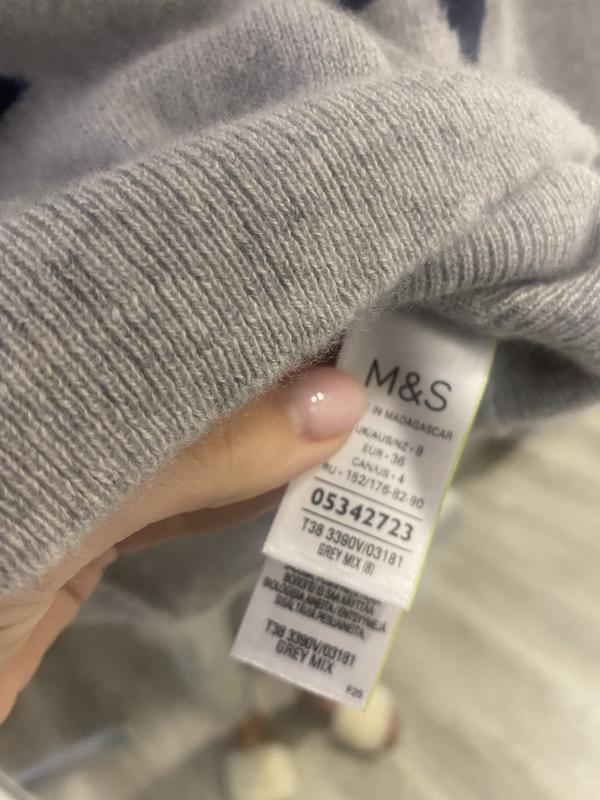 M&S
IN MADAGASCAR
UK/AUS/NZ • 8
EUR • 36
CAN/US • 4
RU • 152/176-82-90
05342723
T38 3390V/03181
GREY MIX (8)
T38 3390V/03181
GREY MIX